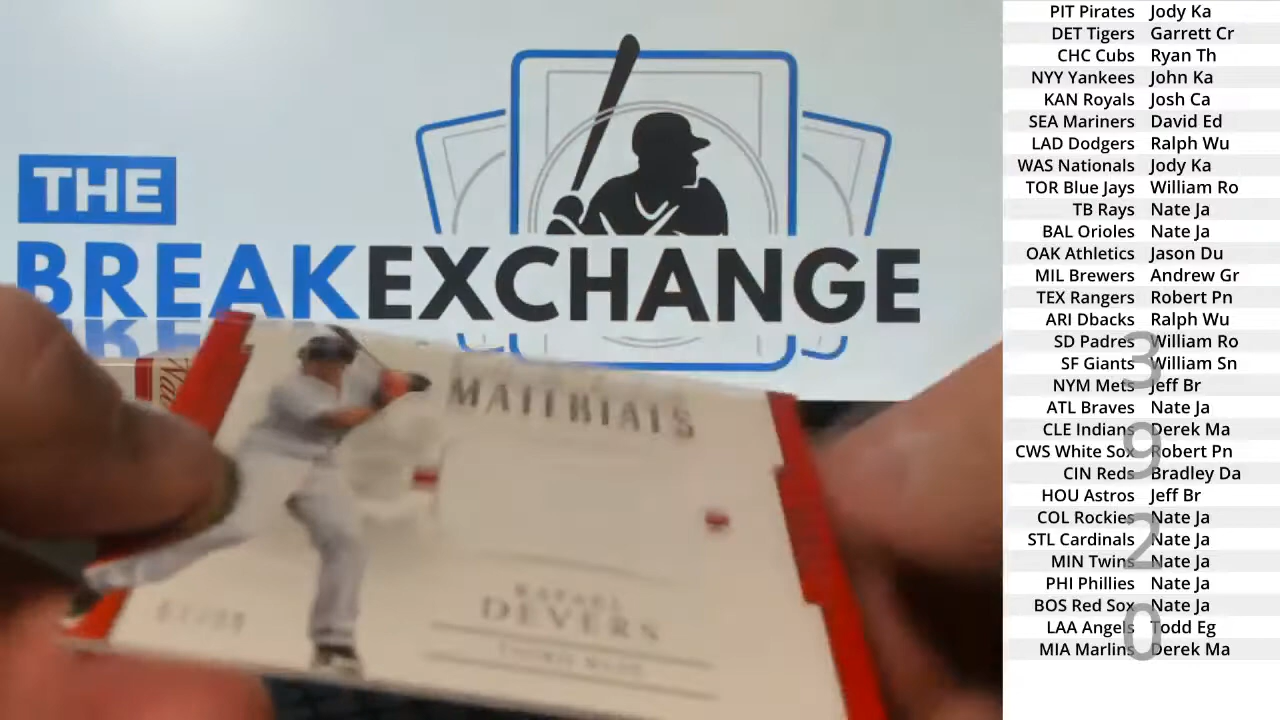 THE
BREAKEXCHANGE
MATERIALS
RAFAEL
DEVERS
PIT Pirates Jody Ka
DET Tigers Garrett Cr
CHC Cubs Ryan Th
NYY Yankees John Ka
KAN Royals Josh Ca
SEA Mariners David Ed
LAD Dodgers Ralph Wu
WAS Nationals Jody Ka
TOR Blue Jays William Ro
TB Rays Nate Ja
BAL Orioles Nate Ja
OAK Athletics Jason Du
MIL Brewers Andrew Gr
TEX Rangers Robert Pn
ARI Dbacks Ralph Wu
SD Padres William Ro
SF Giants William Sn
NYM Mets Jeff Br
ATL Braves Nate Ja
CLE Indians Derek Ma
CWS White Sox Robert Pn
CIN Reds Bradley Da
HOU Astros Jeff Br
COL Rockies Nate Ja
STL Cardinals Nate Ja
MIN Twins Nate Ja
PHI Phillies Nate Ja
BOS Red Sox Nate Ja
LAA Angels Todd Eg
MIA Marlins Derek Ma
3
9
2
0